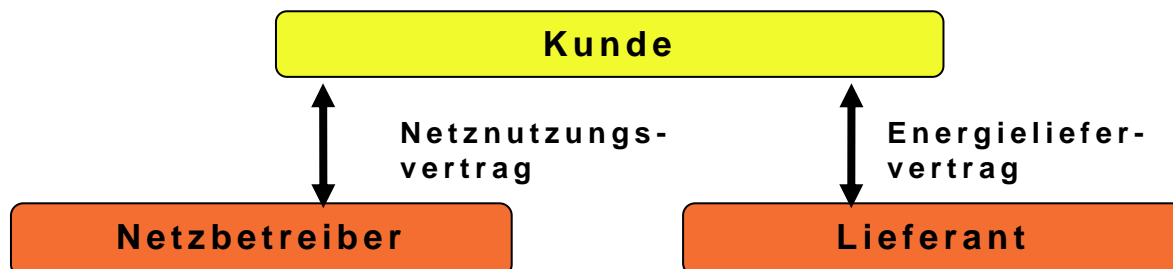 Kunde
Netznutzungs-
vertrag
Energieliefer-
vertrag
Netzbetreiber
Lieferant